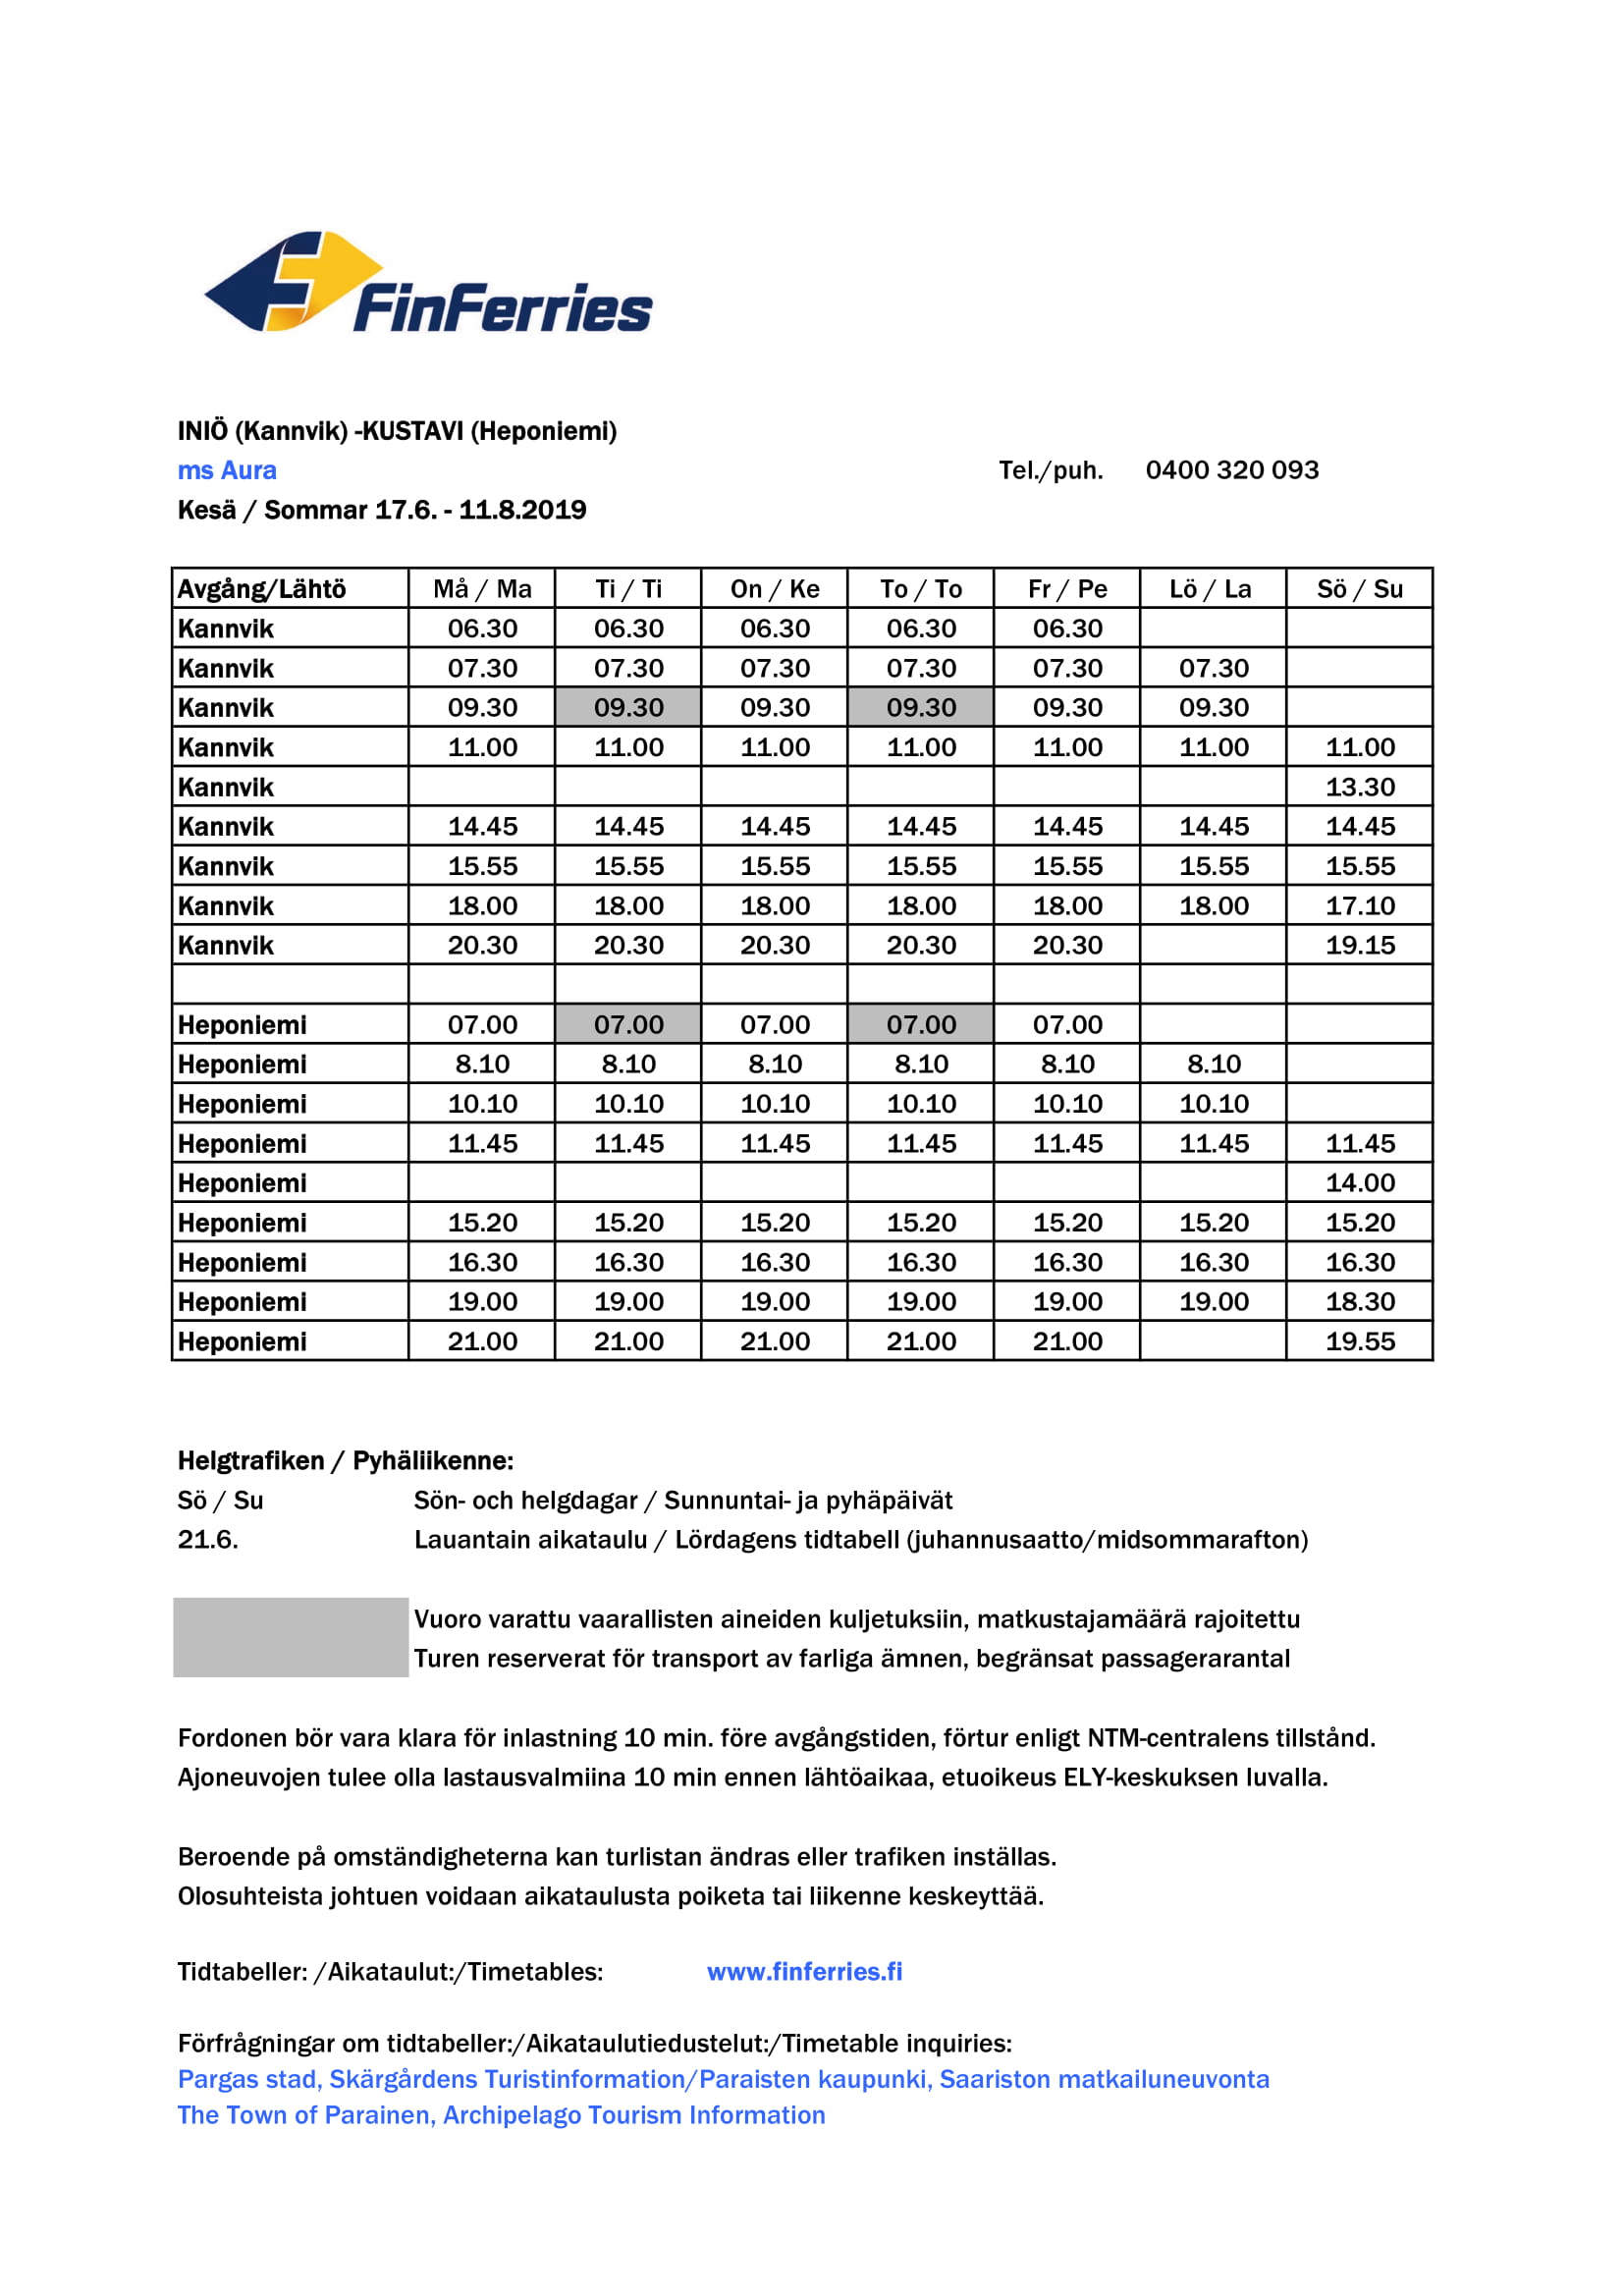 FinFerries
INIÖ (Kannvik) -KUSTAVI (Heponiemi)
ms Aura Tel./puh. 0400 320 093
Kesä / Sommar 17.6. - 11.8.2019
Avgång/Lähtö Må / Ma Ti / Ti On / Ke To / To Fr / Pe Lö / La Sö / Su
Kannvik 06.30 06.30 06.30 06.30 06.30
Kannvik 07.30 07.30 07.30 07.30 07.30 07.30
Kannvik 09.30 09.30 09.30 09.30 09.30 09.30
Kannvik 11.00 11.00 11.00 11.00 11.00 11.00 11.00
Kannvik 13.30
Kannvik 14.45 14.45 14.45 14.45 14.45 14.45 14.45
Kannvik 15.55 15.55 15.55 15.55 15.55 15.55 15.55
Kannvik 18.00 18.00 18.00 18.00 18.00 18.00 17.10
Kannvik 20.30 20.30 20.30 20.30 20.30 19.15
Heponiemi 07.00 07.00 07.00 07.00 07.00
Heponiemi 8.10 8.10 8.10 8.10 8.10 8.10
Heponiemi 10.10 10.10 10.10 10.10 10.10 10.10
Heponiemi 11.45 11.45 11.45 11.45 11.45 11.45 11.45
Heponiemi 14.00
Heponiemi 15.20 15.20 15.20 15.20 15.20 15.20 15.20
Heponiemi 16.30 16.30 16.30 16.30 16.30 16.30 16.30
Heponiemi 19.00 19.00 19.00 19.00 19.00 19.00 18.30
Heponiemi 21.00 21.00 21.00 21.00 21.00 19.55
Helgtrafiken / Pyhäliikenne:
Sö / Su Sön- och helgdagar / Sunnuntai- ja pyhäpäivät
21.6. Lauantain aikataulu / Lördagens tidtabell (juhannusaatto/midsommarafton)
Vuoro varattu vaarallisten aineiden kuljetuksiin, matkustajamäärä rajoitettu
Turen reserverat för transport av farliga ämnen, begränsat passagerarantal
Fordonen bör vara klara för inlastning 10 min. före avgångstiden, förtur enligt NTM-centralens tillstånd.
Ajoneuvojen tulee olla lastausvalmiina 10 min ennen lähtöaikaa, etuoikeus ELY-keskuksen luvalla.
Beroende på omständigheterna kan turlistan ändras eller trafiken inställas.
Olosuhteista johtuen voidaan aikataulusta poiketa tai liikenne keskeyttää.
Tidtabeller: /Aikataulut:/Timetables: www.finferries.fi
Förfrågningar om tidtabeller:/Aikataulutiedustelut:/Timetable inquiries:
Pargas stad, Skärgårdens Turistinformation/Paraisten kaupunki, Saariston matkailuneuvonta
The Town of Parainen, Archipelago Tourism Information